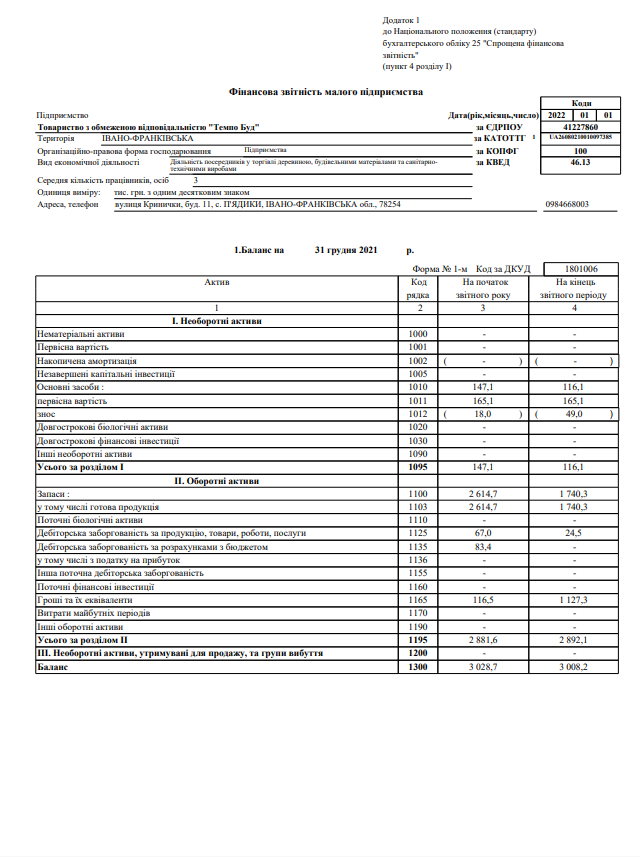 Додаток 1
до Національного положення (стандарту)
бухгалтерського обліку 25 "Спрощена фінансова
звітність"
(пункт 4 розділу I)
Фінансова звітність малого підприємства
Коди
Підприємство Дата(рік,місяць,число) 2022 01 01
Товариство з обмеженою відповідальністю "Темпо Буд" за ЄДРПОУ 41227860
Територія ІВАНО-ФРАНКІВСЬКА за КАТОТТГ 1 UA26080210010097385
Організаційно-правова форма господарювання Підприємства за КОПФГ 100
Вид економічної діяльності Діяльність посередників у торгівлі деревиною, будівельними матеріалами та санітарно-технічними виробами за КВЕД 46.13
Середня кількість працівників, осіб 3
Одиниця виміру: тис. грн. з одним десятковим знаком
Адреса, телефон вулиця Кринички, буд. 11, с. П'ЯДИКИ, ІВАНО-ФРАНКІВСЬКА обл., 78254 0984668003
1.Баланс на 31 грудня 2021 р.
Форма № 1-м Код за ДКУД 1801006
Актив Код рядка На початок звітного року На кінець звітного періоду
1 2 3 4
I. Необоротні активи
Нематеріальні активи 1000 - -
Первісна вартість 1001 - -
Накопичена амортизація 1002 ( - ) ( - )
Незавершені капітальні інвестиції 1005 - -
Основні засоби : 1010 147,1 116,1
первісна вартість 1011 165,1 165,1
знос 1012 ( 18,0 ) ( 49,0 )
Довгострокові біологічні активи 1020 - -
Довгострокові фінансові інвестиції 1030 - -
Інші необоротні активи 1090 - -
Усього за розділом I 1095 147,1 116,1
II. Оборотні активи
Запаси : 1100 2 614,7 1 740,3
у тому числі готова продукція 1103 2 614,7 1 740,3
Поточні біологічні активи 1110 - -
Дебіторська заборгованість за продукцію, товари, роботи, послуги 1125 67,0 24,5
Дебіторська заборгованість за розрахунками з бюджетом 1135 83,4 -
у тому числі з податку на прибуток 1136 - -
Інша поточна дебіторська заборгованість 1155 - -
Поточні фінансові інвестиції 1160 - -
Гроші та їх еквіваленти 1165 116,5 1 127,3
Витрати майбутніх періодів 1170 - -
Інші оборотні активи 1190 - -
Усього за розділом II 1195 2 881,6 2 892,1
III. Необоротні активи, утримувані для продажу, та групи вибуття 1200 - -
Баланс 1300 3 028,7 3 008,2